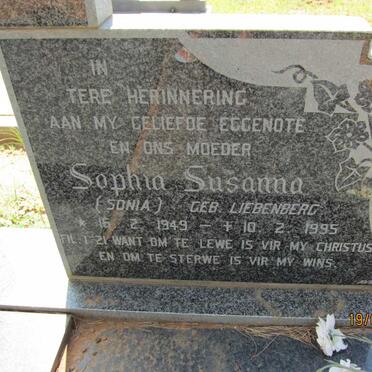 IN
TERE HERINNERING
AAN MY GELIEFDE EGGENOTE
EN ONS MOEDER
Sophia Susanna
(SONIA) GEB. LIEBENBERG
* 2. 1949 – + 10. 2. 1995
FIL. 1-21 WANT OM TE LEWE IS VIR MY CHRISTUS
EN OM TE STERWE IS VIR MY WINS.
19/